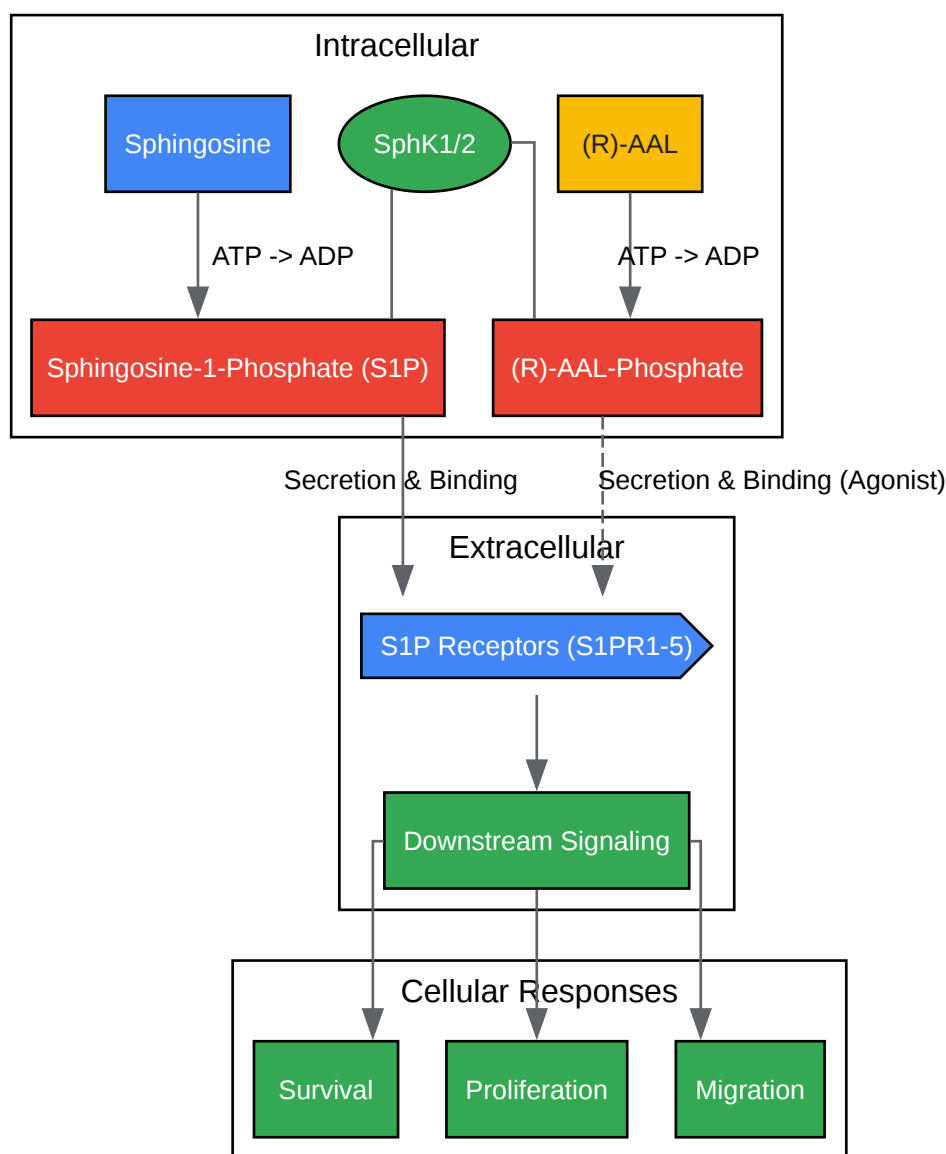 Intracellular
Sphingosine
SphK1/2
(R)-AAL
ATP -> ADP
ATP -> ADP
Sphingosine-1-Phosphate (S1P)
(R)-AAL-Phosphate
Secretion & Binding
Secretion & Binding (Agonist)
Extracellular
S1P Receptors (S1PR1-5)
Downstream Signaling
Cellular Responses
Survival
Proliferation
Migration